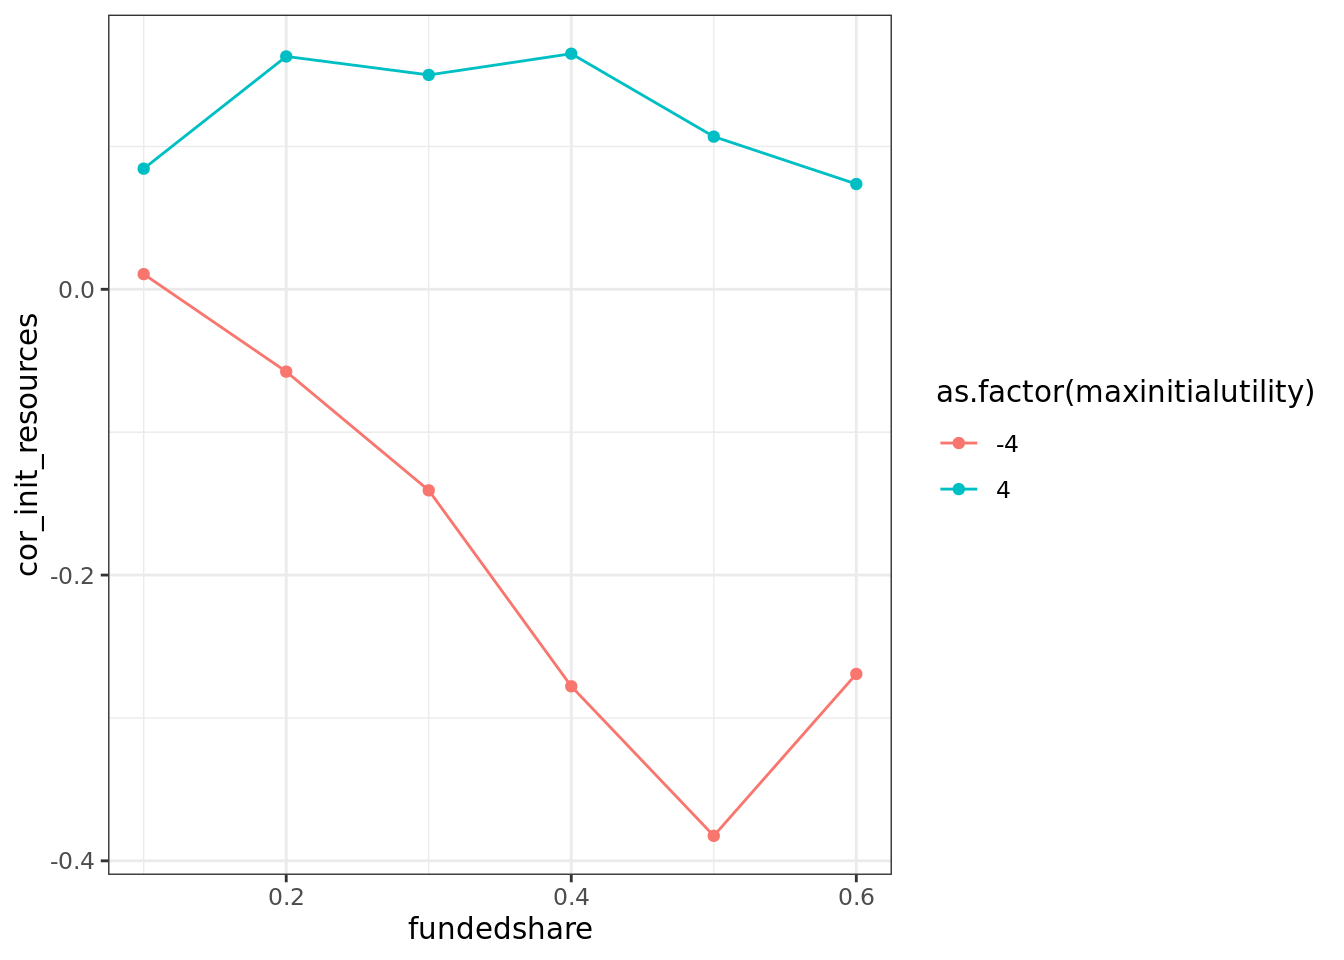 cor_init_resources
0.0
-0.2
-0.4
0.2 0.4 0.6
fundedshare
as.factor(maxinitialutility)
-4
4